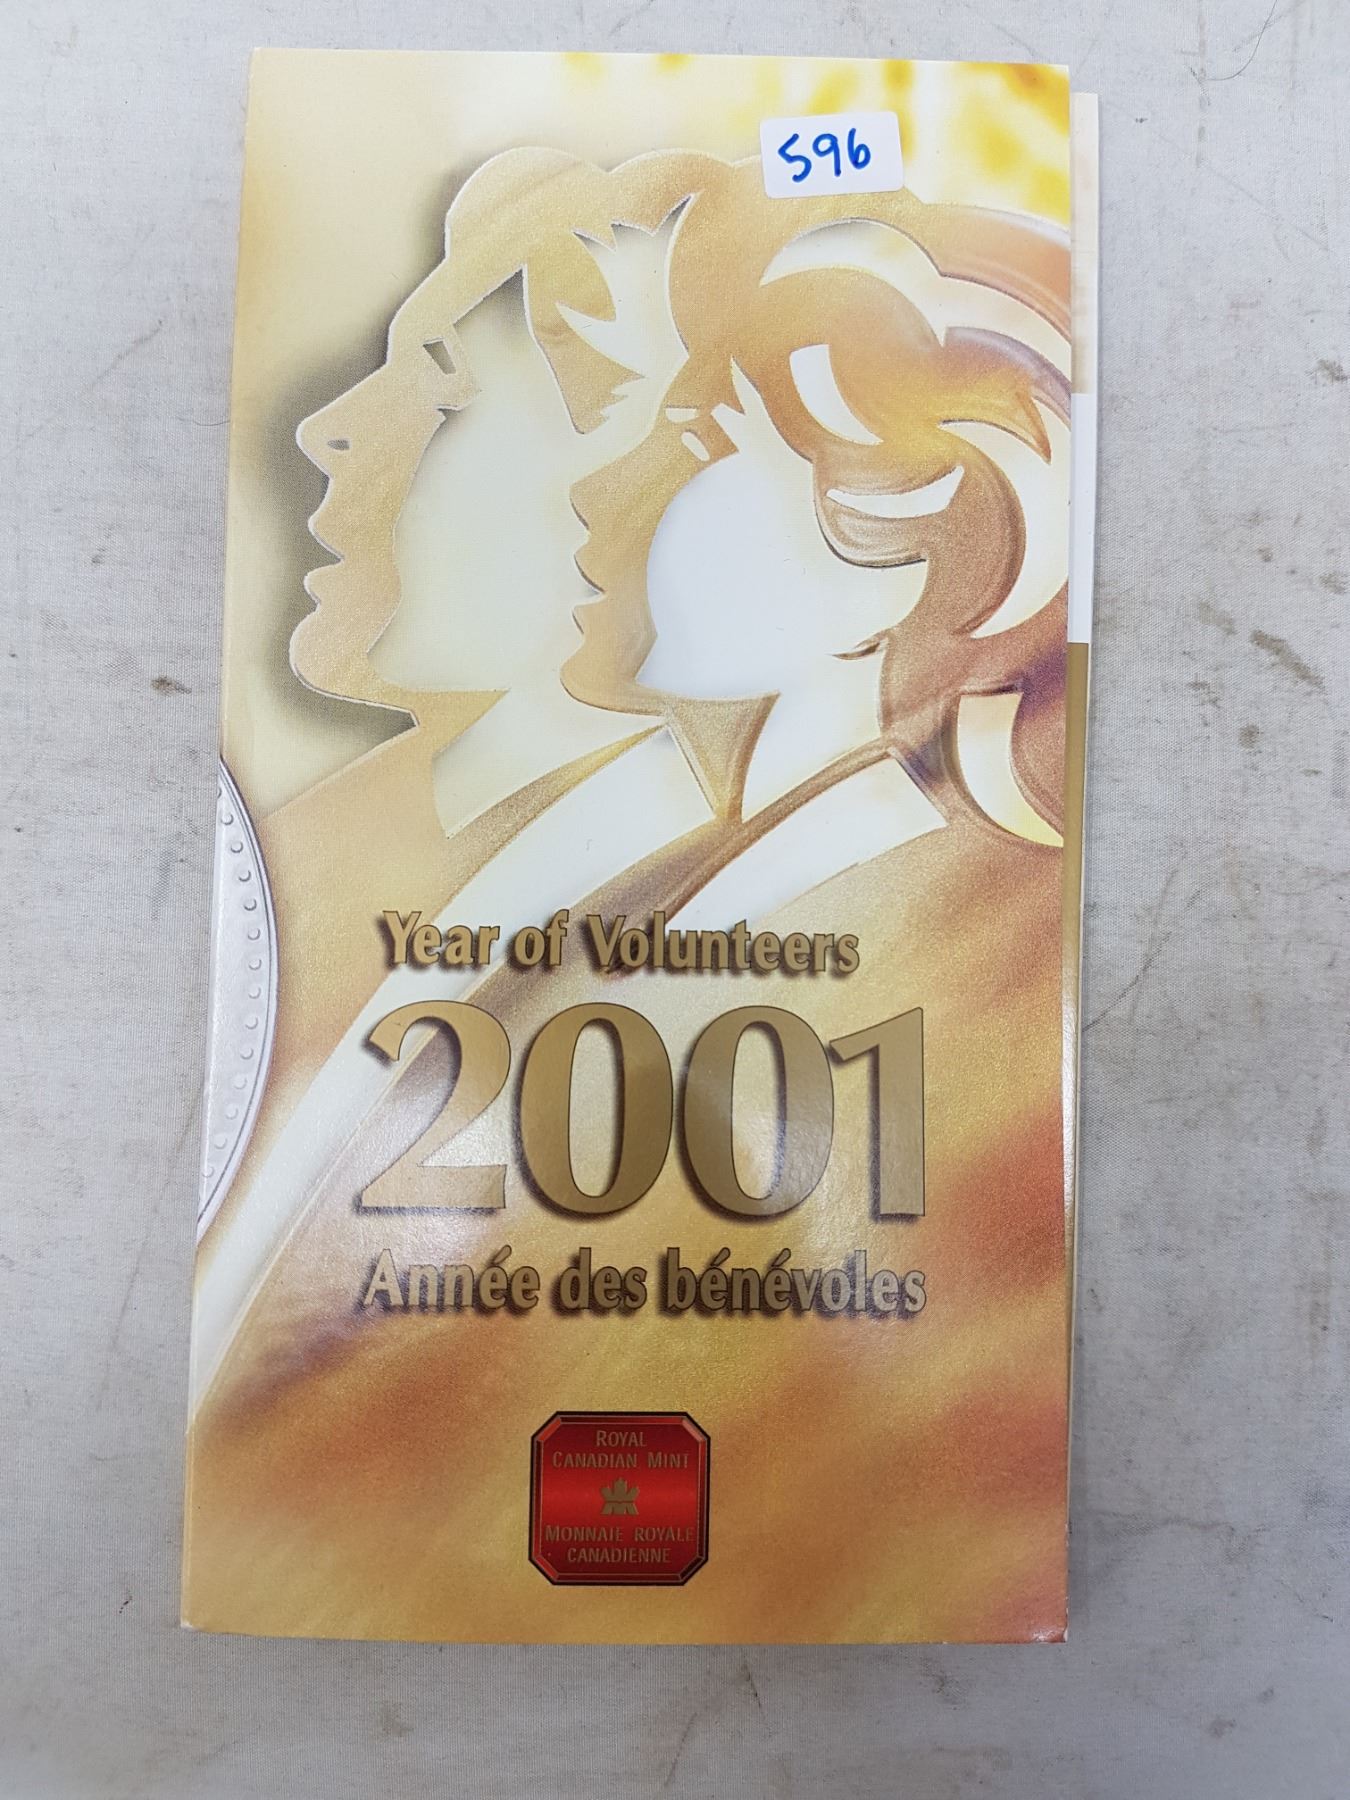 596
Year of Volunteers
2001
Année des bénévoles
ROYAL
CANADIAN MINT
MONNAIE ROYALE
CANADIENNE